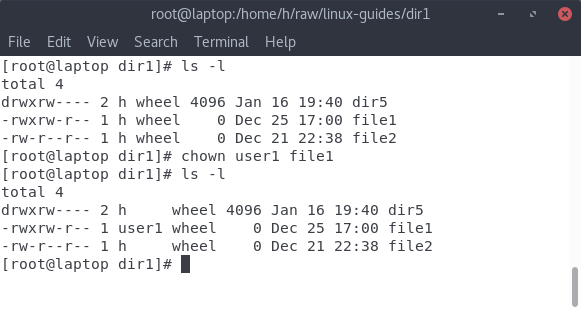 root@laptop:/home/h/raw/linux-guides/dir1
File Edit View Search Terminal Help
[root@laptop dir1]# ls -l
total 4
drwxrw---- 2 h wheel 4096 Jan 16 19:40 dir5
-rwxrw-r-- 1 h wheel    0 Dec 25 17:00 file1
-rw-r--r-- 1 h wheel    0 Dec 21 22:38 file2
[root@laptop dir1]# chown user1 file1
[root@laptop dir1]# ls -l
total 4
drwxrw---- 2 h     wheel 4096 Jan 16 19:40 dir5
-rwxrw-r-- 1 user1 wheel    0 Dec 25 17:00 file1
-rw-r--r-- 1 h     wheel    0 Dec 21 22:38 file2
[root@laptop dir1]#